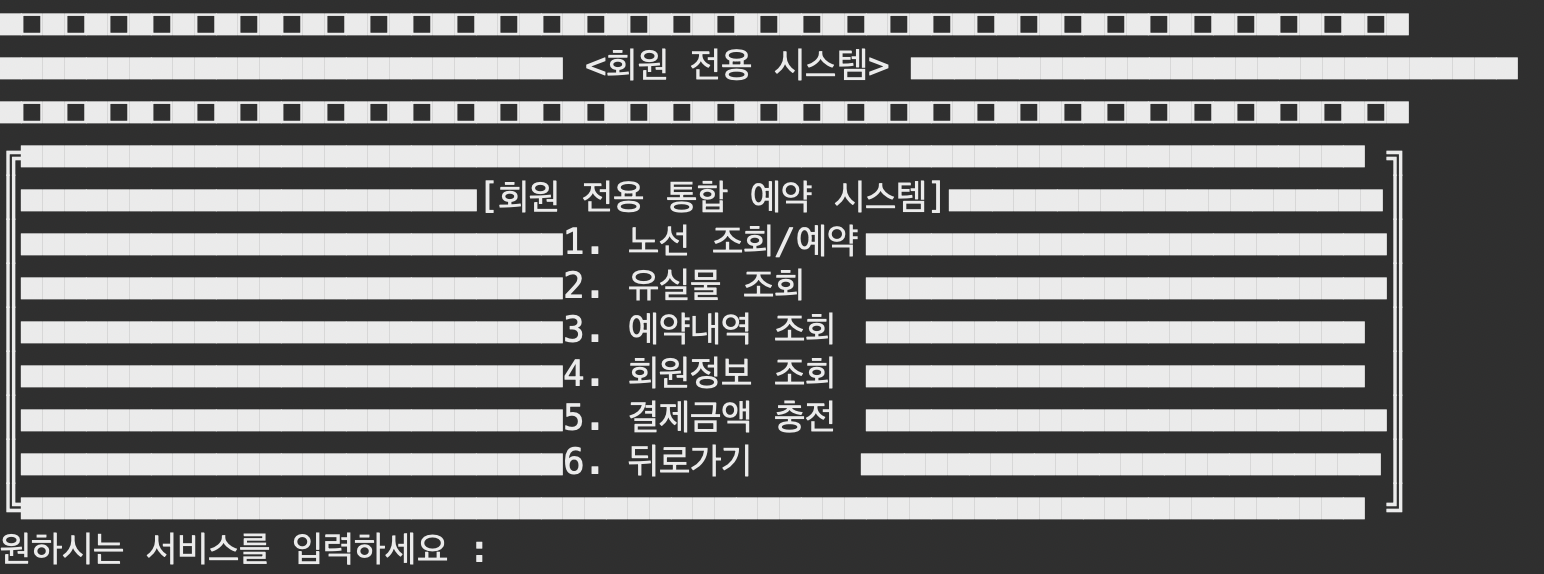 <회원 전용 시스템>
[회원 전용 통합 예약 시스템]
1. 노선 조회/예약
2. 유실물 조회
3. 예약내역 조회
4. 회원정보 조회
5. 결제금액 충전
6. 뒤로가기
원하시는 서비스를 입력하세요 :